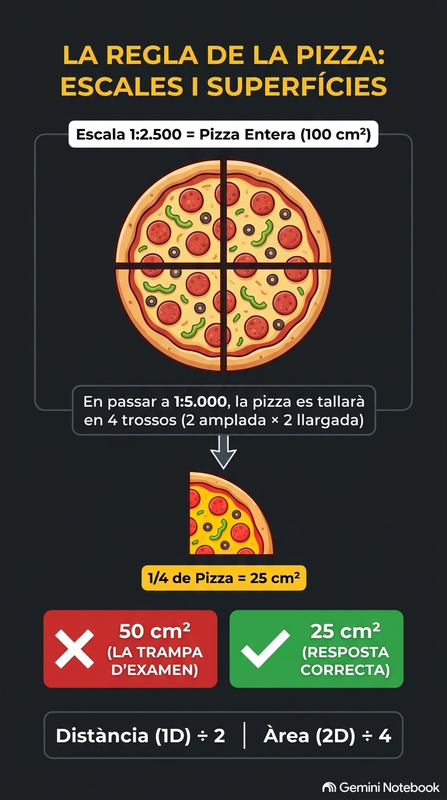 LA REGLA DE LA PIZZA:
ESCALES I SUPERFÍCIES
Escala 1:2.500 = Pizza Entera (100 cm²)
En passar a 1:5.000, la pizza es tallarà
en 4 trossos (2 amplada × 2 llargada)
1/4 de Pizza = 25 cm²
50 cm²
(LA TRAMPA
D'EXAMEN)
25 cm²
(RESPOSTA
CORRECTA)
Distància (1D) ÷ 2 | Àrea (2D) ÷ 4
Gemini Notebook